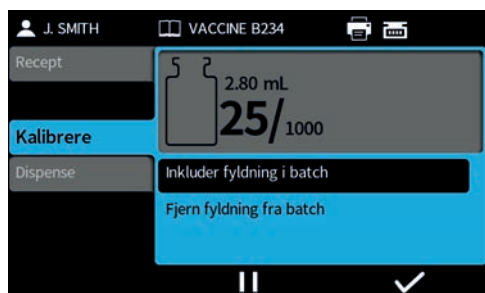 J. SMITH
VACCINE B234
Recept
2.80 mL
25/1000
Kalibrere
Dispense
Inkluder fyldning i batch
Fjern fyldning fra batch